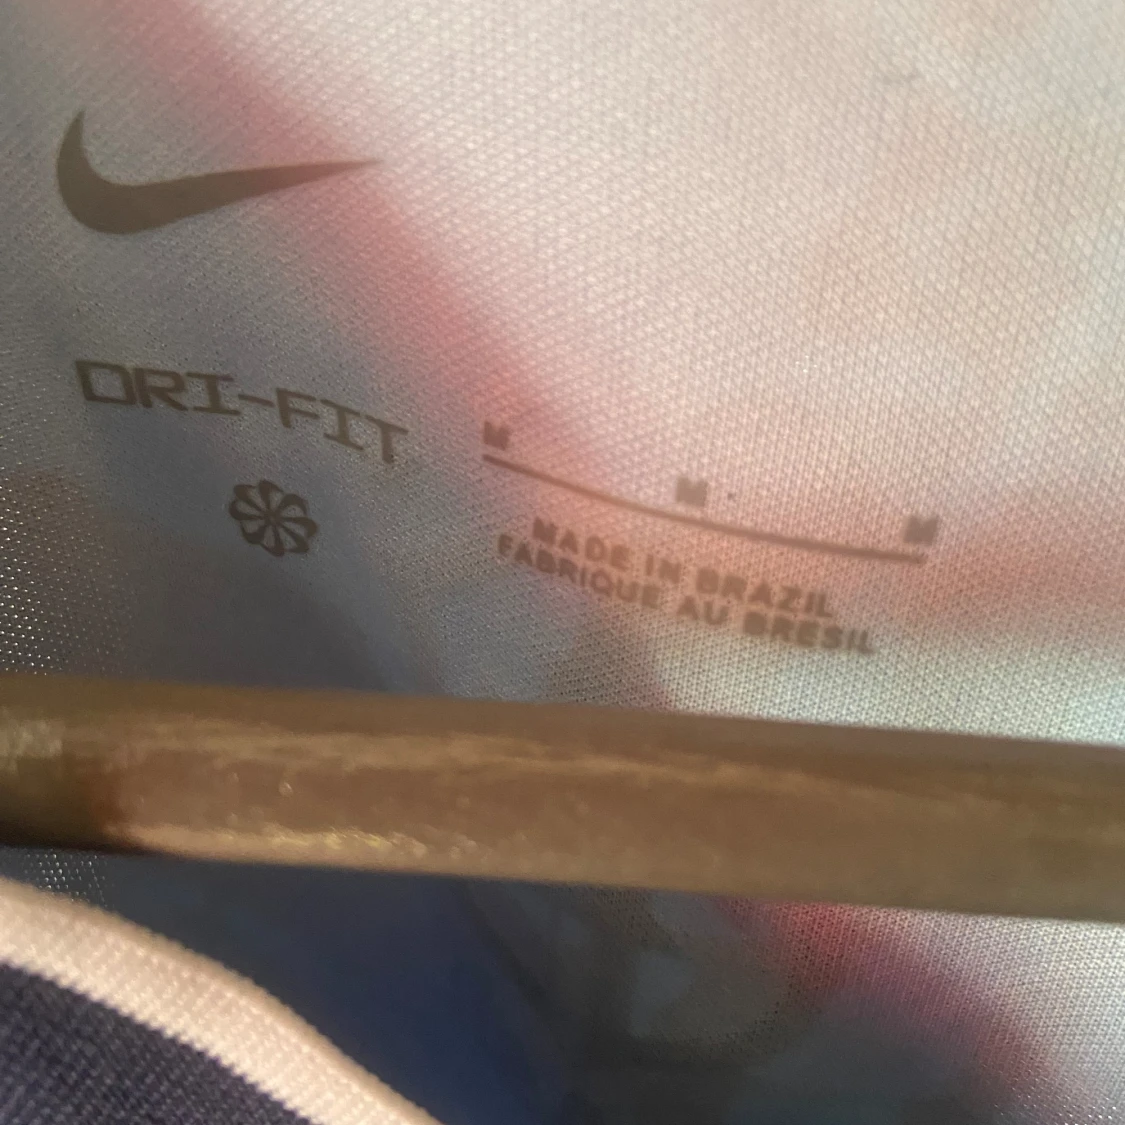 DRI-FIT
M M M
MADE IN BRAZIL
FABRIQUE AU BRESIL